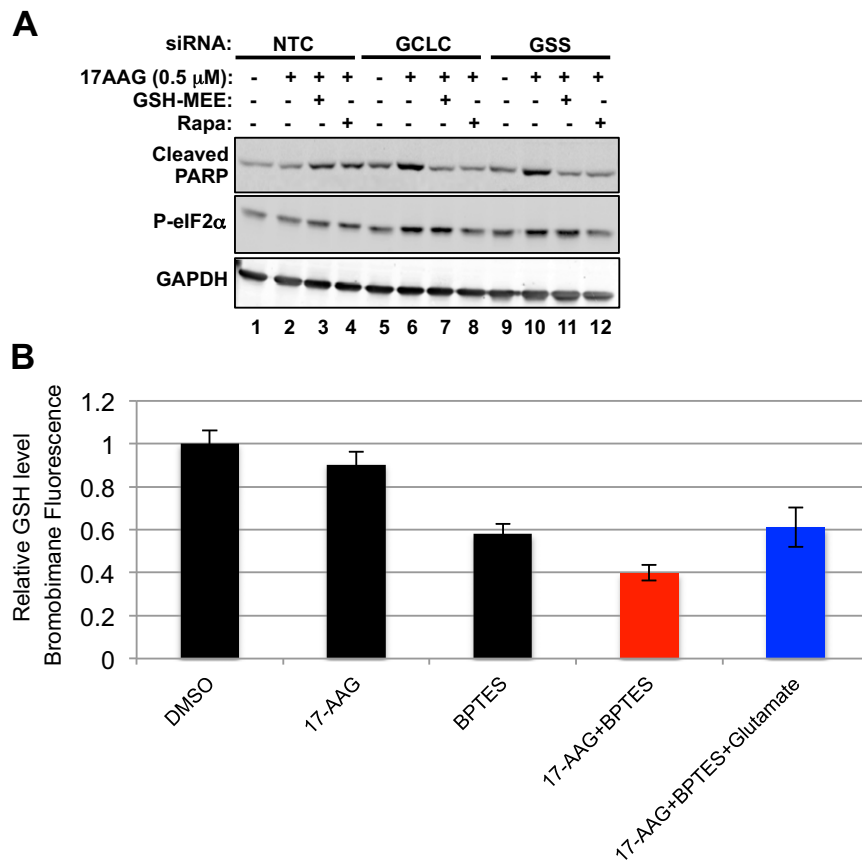 A
siRNA: NTC GCLC GSS
17AAG (0.5 μM): - + + + - + + + - + + +
GSH-MEE: - - + - - - + - - - + -
Rapa: - - - + - - - + - - - +
Cleaved
PARP
P-eIF2α
GAPDH
1 2 3 4 5 6 7 8 9 10 11 12
B
Relative GSH level
Bromobimane Fluorescence
1.2
1
0.8
0.6
0.4
0.2
0
DMSO
17-AAG
BPTES
17-AAG+BPTES
17-AAG+BPTES+Glutamate